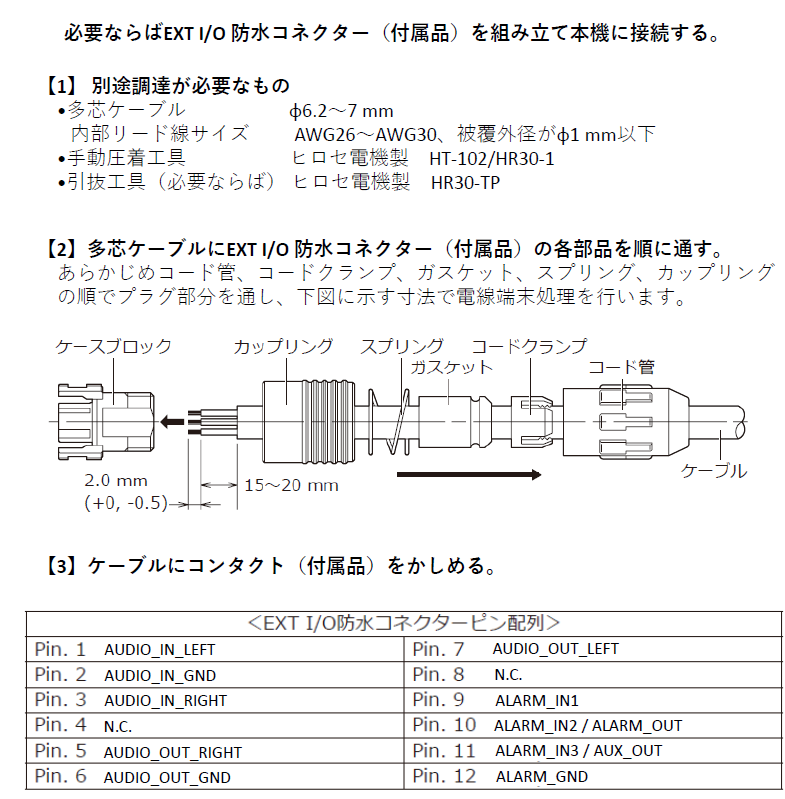 必要ならばEXT I/O 防水コネクター（付属品）を組み立て本機に接続する。
【1】 別途調達が必要なもの
•多芯ケーブル φ6.2～7 mm
内部リード線サイズ AWG26～AWG30、被覆外径がφ1 mm以下
•手動圧着工具 ヒロセ電機製 HT-102/HR30-1
•引抜工具（必要ならば） ヒロセ電機製 HR30-TP
【2】多芯ケーブルにEXT I/O 防水コネクター（付属品）の各部品を順に通す。
あらかじめコード管、コードクランプ、ガスケット、スプリング、カップリング
の順でプラグ部分を通し、下図に示す寸法で電線端末処理を行います。
ケースブロック カップリング スプリング コードクランプ
ガスケット コード管
ケーブル
2.0 mm
(+0, -0.5)
15～20 mm
【3】ケーブルにコンタクト（付属品）をかしめる。
＜EXT I/O防水コネクターピン配列＞
Pin. 1 AUDIO_IN_LEFT Pin. 7 AUDIO_OUT_LEFT
Pin. 2 AUDIO_IN_GND Pin. 8 N.C.
Pin. 3 AUDIO_IN_RIGHT Pin. 9 ALARM_IN1
Pin. 4 N.C. Pin. 10 ALARM_IN2 / ALARM_OUT
Pin. 5 AUDIO_OUT_RIGHT Pin. 11 ALARM_IN3 / AUX_OUT
Pin. 6 AUDIO_OUT_GND Pin. 12 ALARM_GND